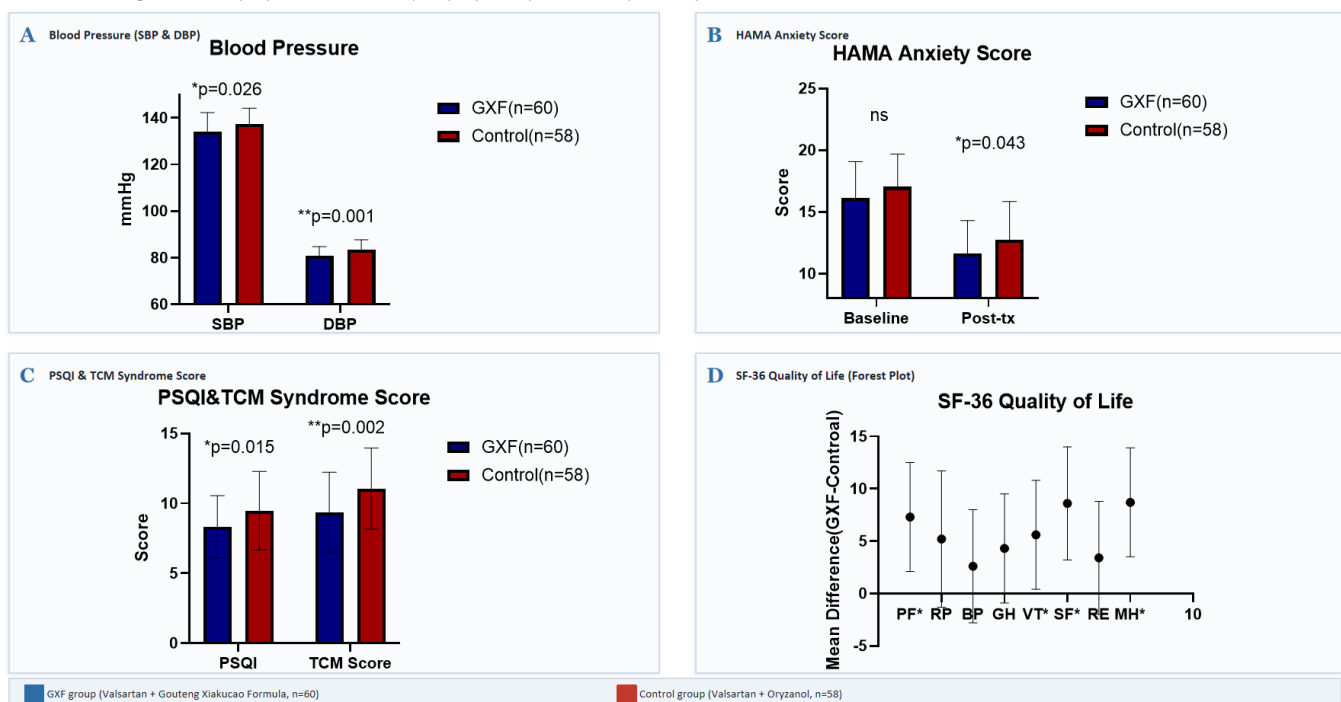 A Blood Pressure (SBP & DBP)
Blood Pressure
*p=0.026
**p=0.001
GXF(n=60)
Control(n=58)
mmHg
140
120
100
80
60
SBP DBP
B HAMA Anxiety Score
HAMA Anxiety Score
ns
*p=0.043
GXF(n=60)
Control(n=58)
Score
25
20
15
10
Baseline Post-tx
C PSQI & TCM Syndrome Score
PSQI&TCM Syndrome Score
*p=0.015
**p=0.002
GXF(n=60)
Control(n=58)
Score
15
10
5
0
PSQI TCM Score
D SF-36 Quality of Life (Forest Plot)
SF-36 Quality of Life
Mean Difference(GXF-Controal)
15
10
5
0
-5
PF* RP BP GH VT* SF* RE MH* 10
GXF group (Valsartan + Gouteng Xiakucao Formula, n=60)
Control group (Valsartan + Oryzanol, n=58)